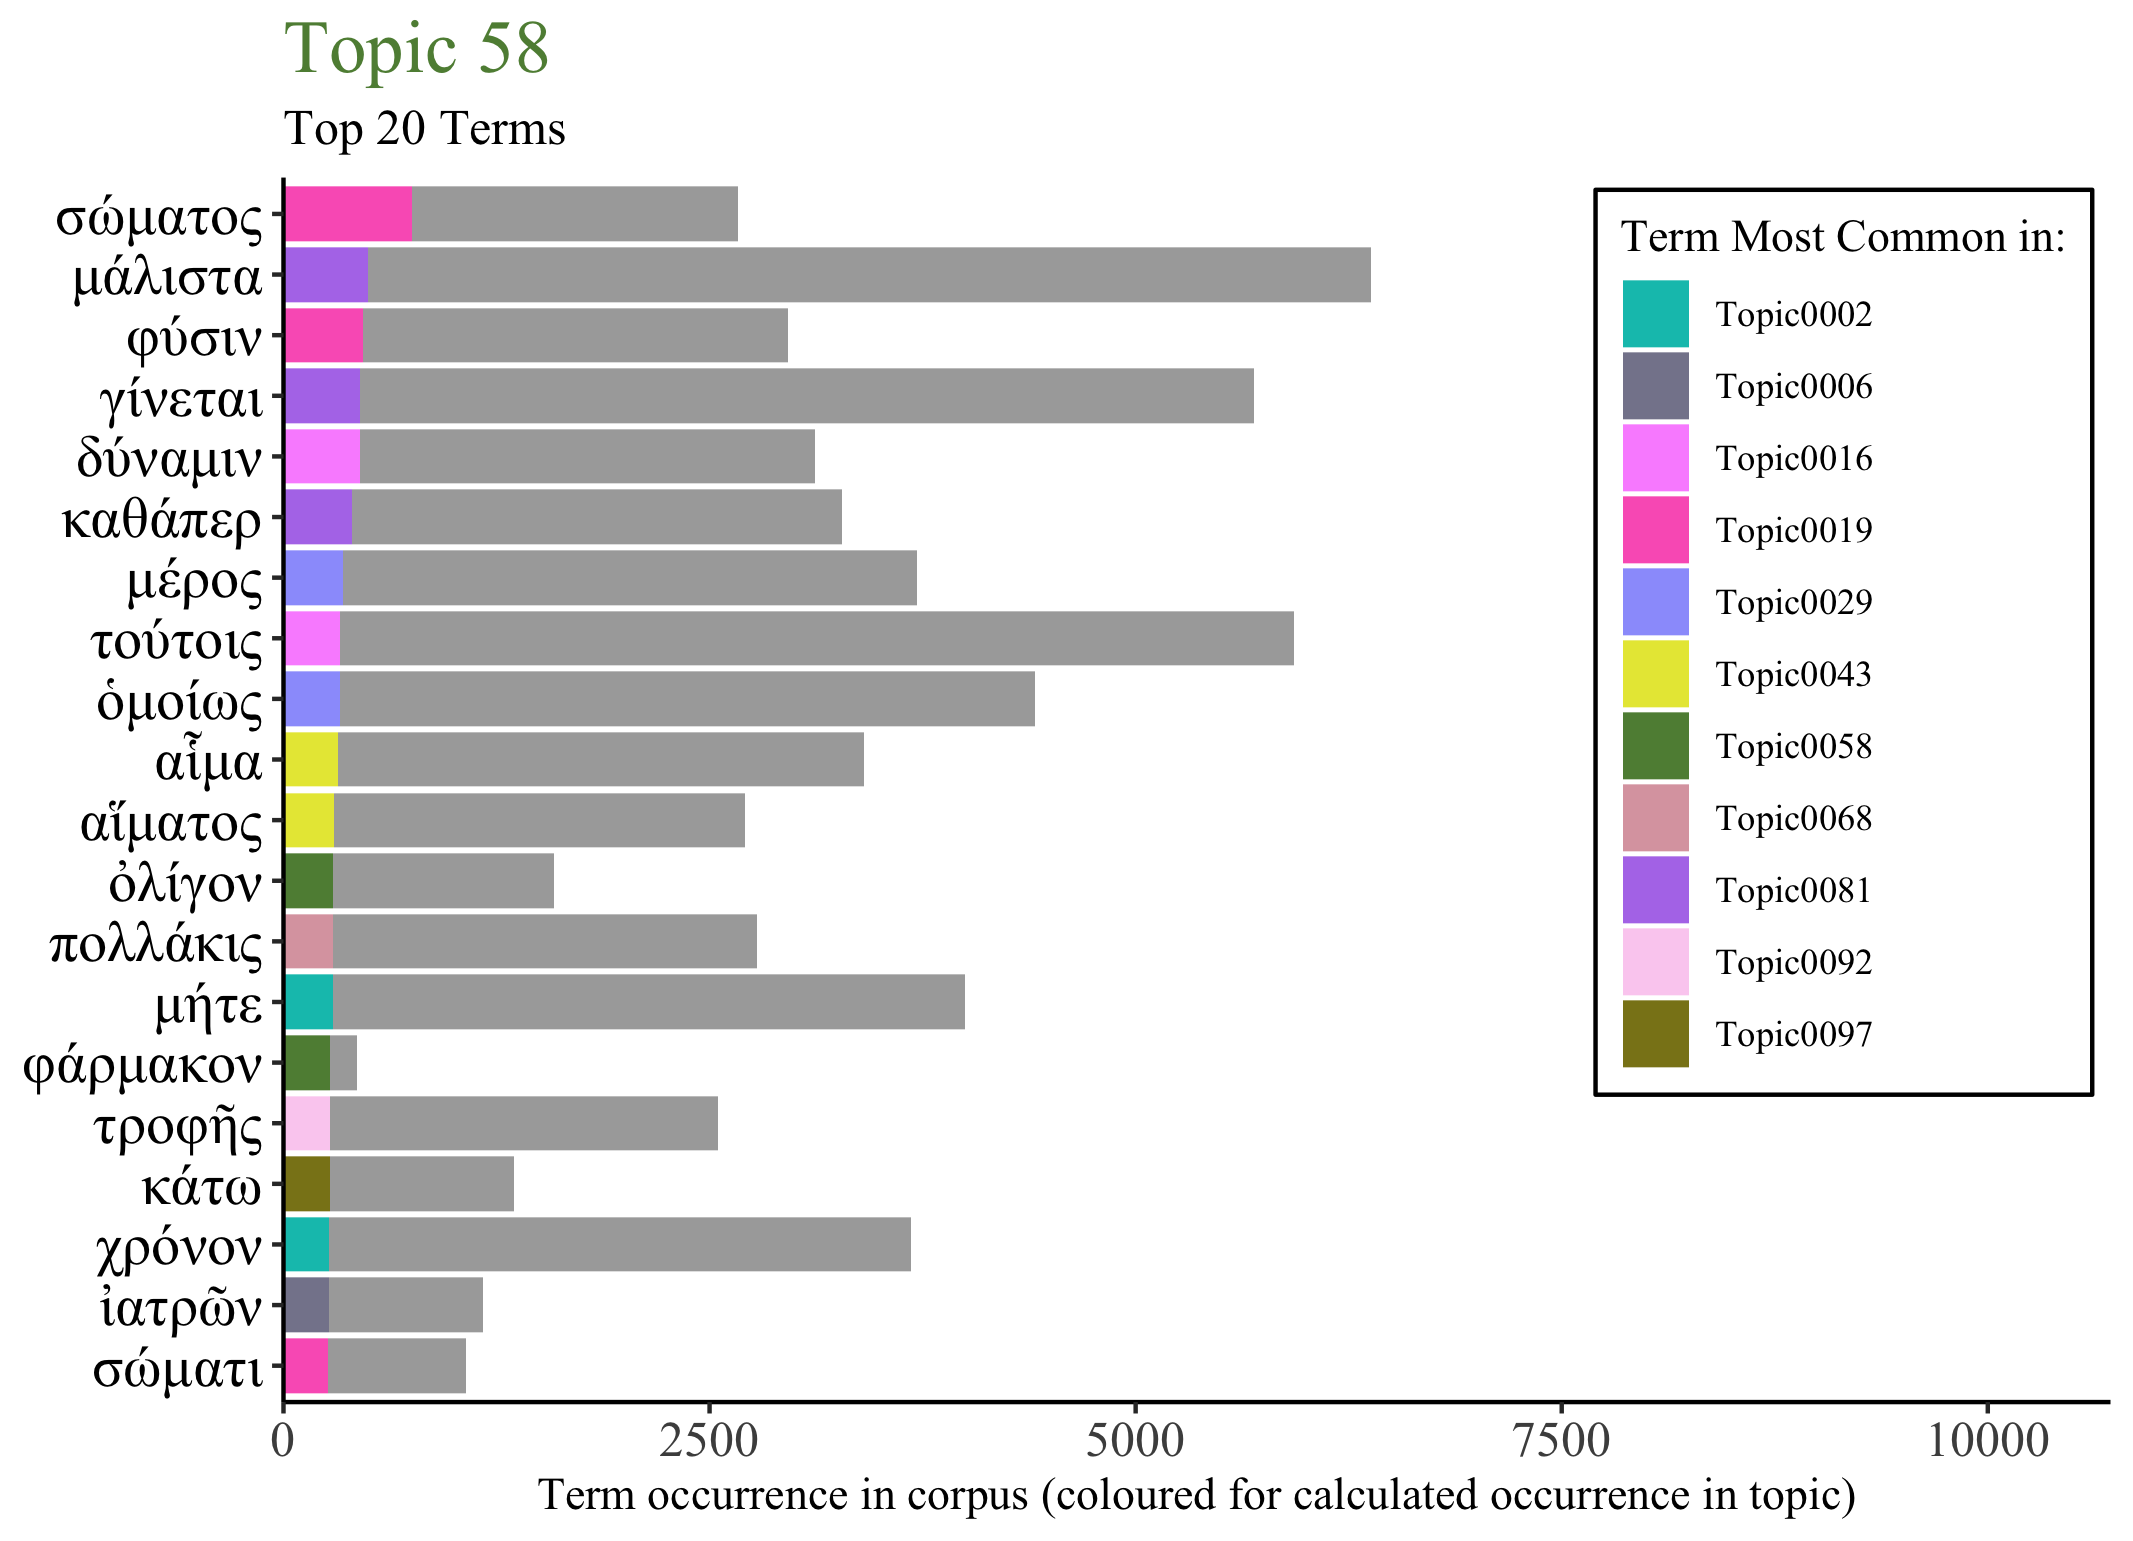 Topic 58
Top 20 Terms
σώματος
μάλιστα
φύσιν
γίνεται
δύναμιν
καθάπερ
μέρος
τούτοις
ὁμοίως
αἷμα
αἵματος
ὀλίγον
πολλάκις
μήτε
φάρμακον
τροφῆς
κάτω
χρόνον
ἰατρῶν
σώματι
0 2500 5000 7500 10000
Term occurrence in corpus (coloured for calculated occurrence in topic)
Term Most Common in:
Topic0002
Topic0006
Topic0016
Topic0019
Topic0029
Topic0043
Topic0058
Topic0068
Topic0081
Topic0092
Topic0097